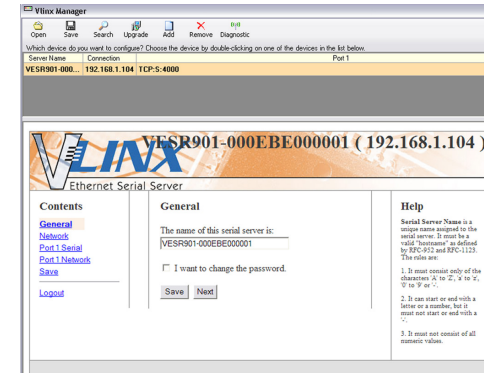 Vlinx Manager
Open Save Search Upgrade Add Remove Diagnostic
Which device do you want to configure? Choose the device by double-clicking on one of the devices in the list below.
Server Name Connection Port 1
VESR901-000... 192.168.1.104 TCP:S:4000
VLINX
Ethernet Serial Server
VESR901-000EBE000001 ( 192.168.1.104 )
Contents
General
Network
Port 1 Serial
Port 1 Network
Save
Logout
General
The name of this serial server is:
VESR901-000EBE000001
I want to change the password.
Save Next
Help
Serial Server Name is a
unique name assigned to the
serial server. It must be a
valid "hostname" as defined
by RFC-952 and RFC-1123.
The rules are:
1. It must consist only of the
characters 'A' to 'Z', 'a' to 'z',
'0' to '9' or '-'.
2. It can start or end with a
letter or a number, but it
must not start or end with a
'-'.
3. It must not consist of all
numeric values.